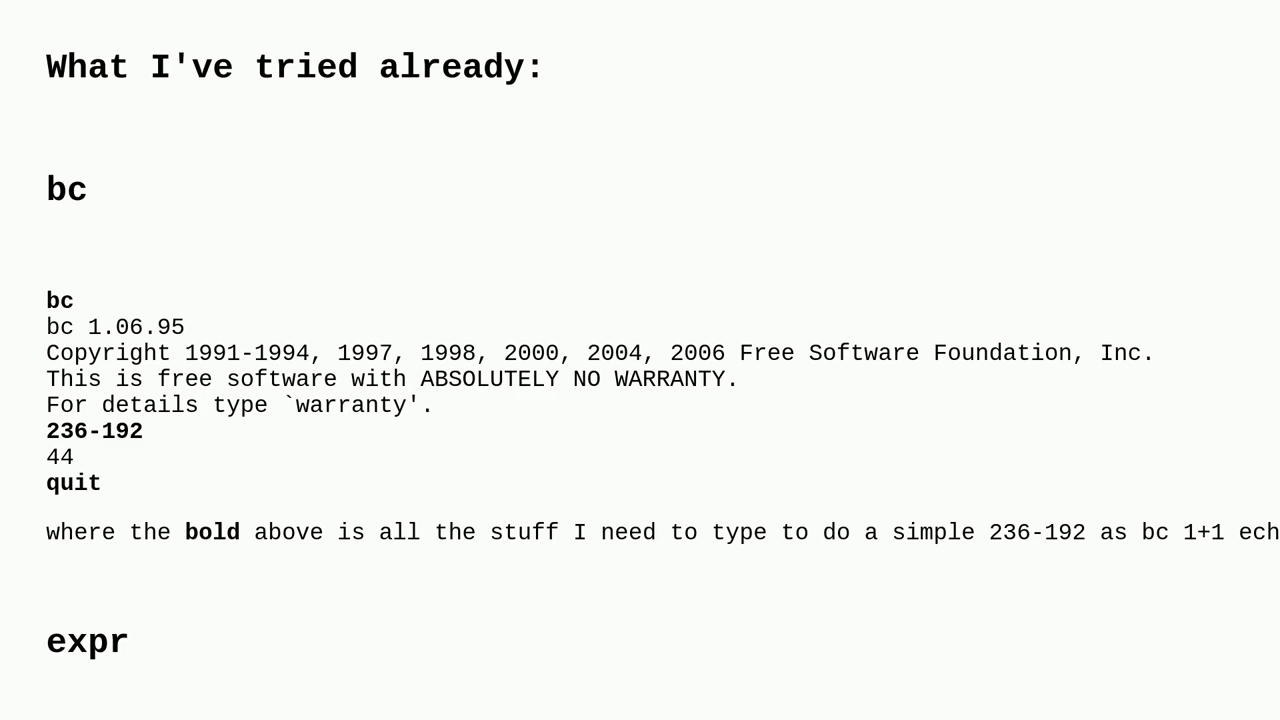 What I've tried already:
bc
bc
bc 1.06.95
Copyright 1991-1994, 1997, 1998, 2000, 2004, 2006 Free Software Foundation, Inc.
This is free software with ABSOLUTELY NO WARRANTY.
For details type `warranty'.
236-192
44
quit
where the bold above is all the stuff I need to type to do a simple 236-192 as bc 1+1 ech
expr